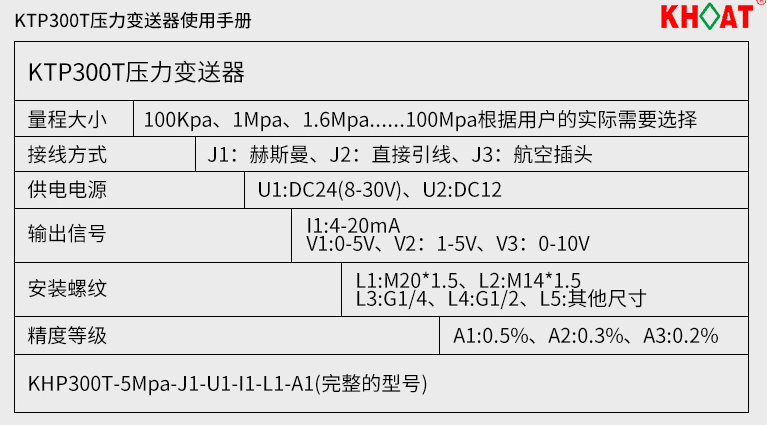 KTP300T压力变送器使用手册
KHOAT®
KTP300T压力变送器
量程大小 100Kpa、1Mpa、1.6Mpa......100Mpa根据用户的实际需要选择
接线方式 J1：赫斯曼、J2：直接引线、J3：航空插头
供电电源 U1:DC24(8-30V)、U2:DC12
输出信号 I1:4-20mA
V1:0-5V、V2：1-5V、V3：0-10V
安装螺纹 L1:M20*1.5、L2:M14*1.5
L3:G1/4、L4:G1/2、L5:其他尺寸
精度等级 A1:0.5%、A2:0.3%、A3:0.2%
KHP300T-5Mpa-J1-U1-I1-L1-A1(完整的型号)